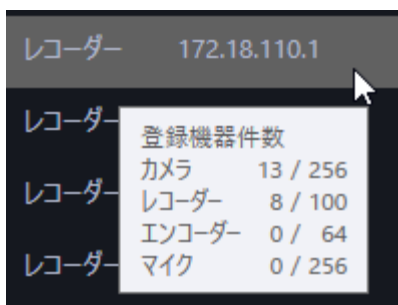 レコーダー 172.18.110.1
レコーダー
登録機器件数
カメラ 13 / 256
レコーダー 8 / 100
レコーダー
エンコーダー 0 / 64
マイク 0 / 256
レコーダー